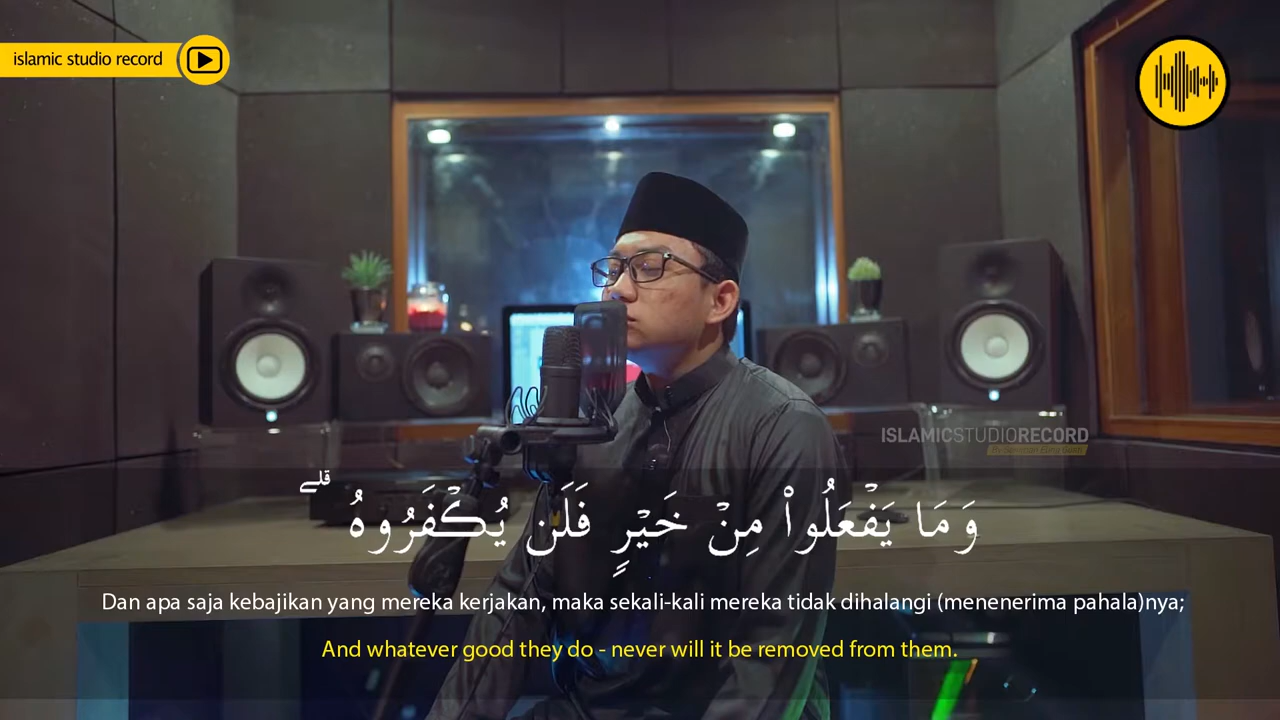 islamic studio record
ISLAMICSTUDIORECORD
وَمَا يَفْعَلُوا۟ مِنْ خَيْرٍ فَلَن يُكْفَرُوهُ ۗ
Dan apa saja kebajikan yang mereka kerjakan, maka sekali-kali mereka tidak dihalangi (menenerima pahala)nya;
And whatever good they do - never will it be removed from them.